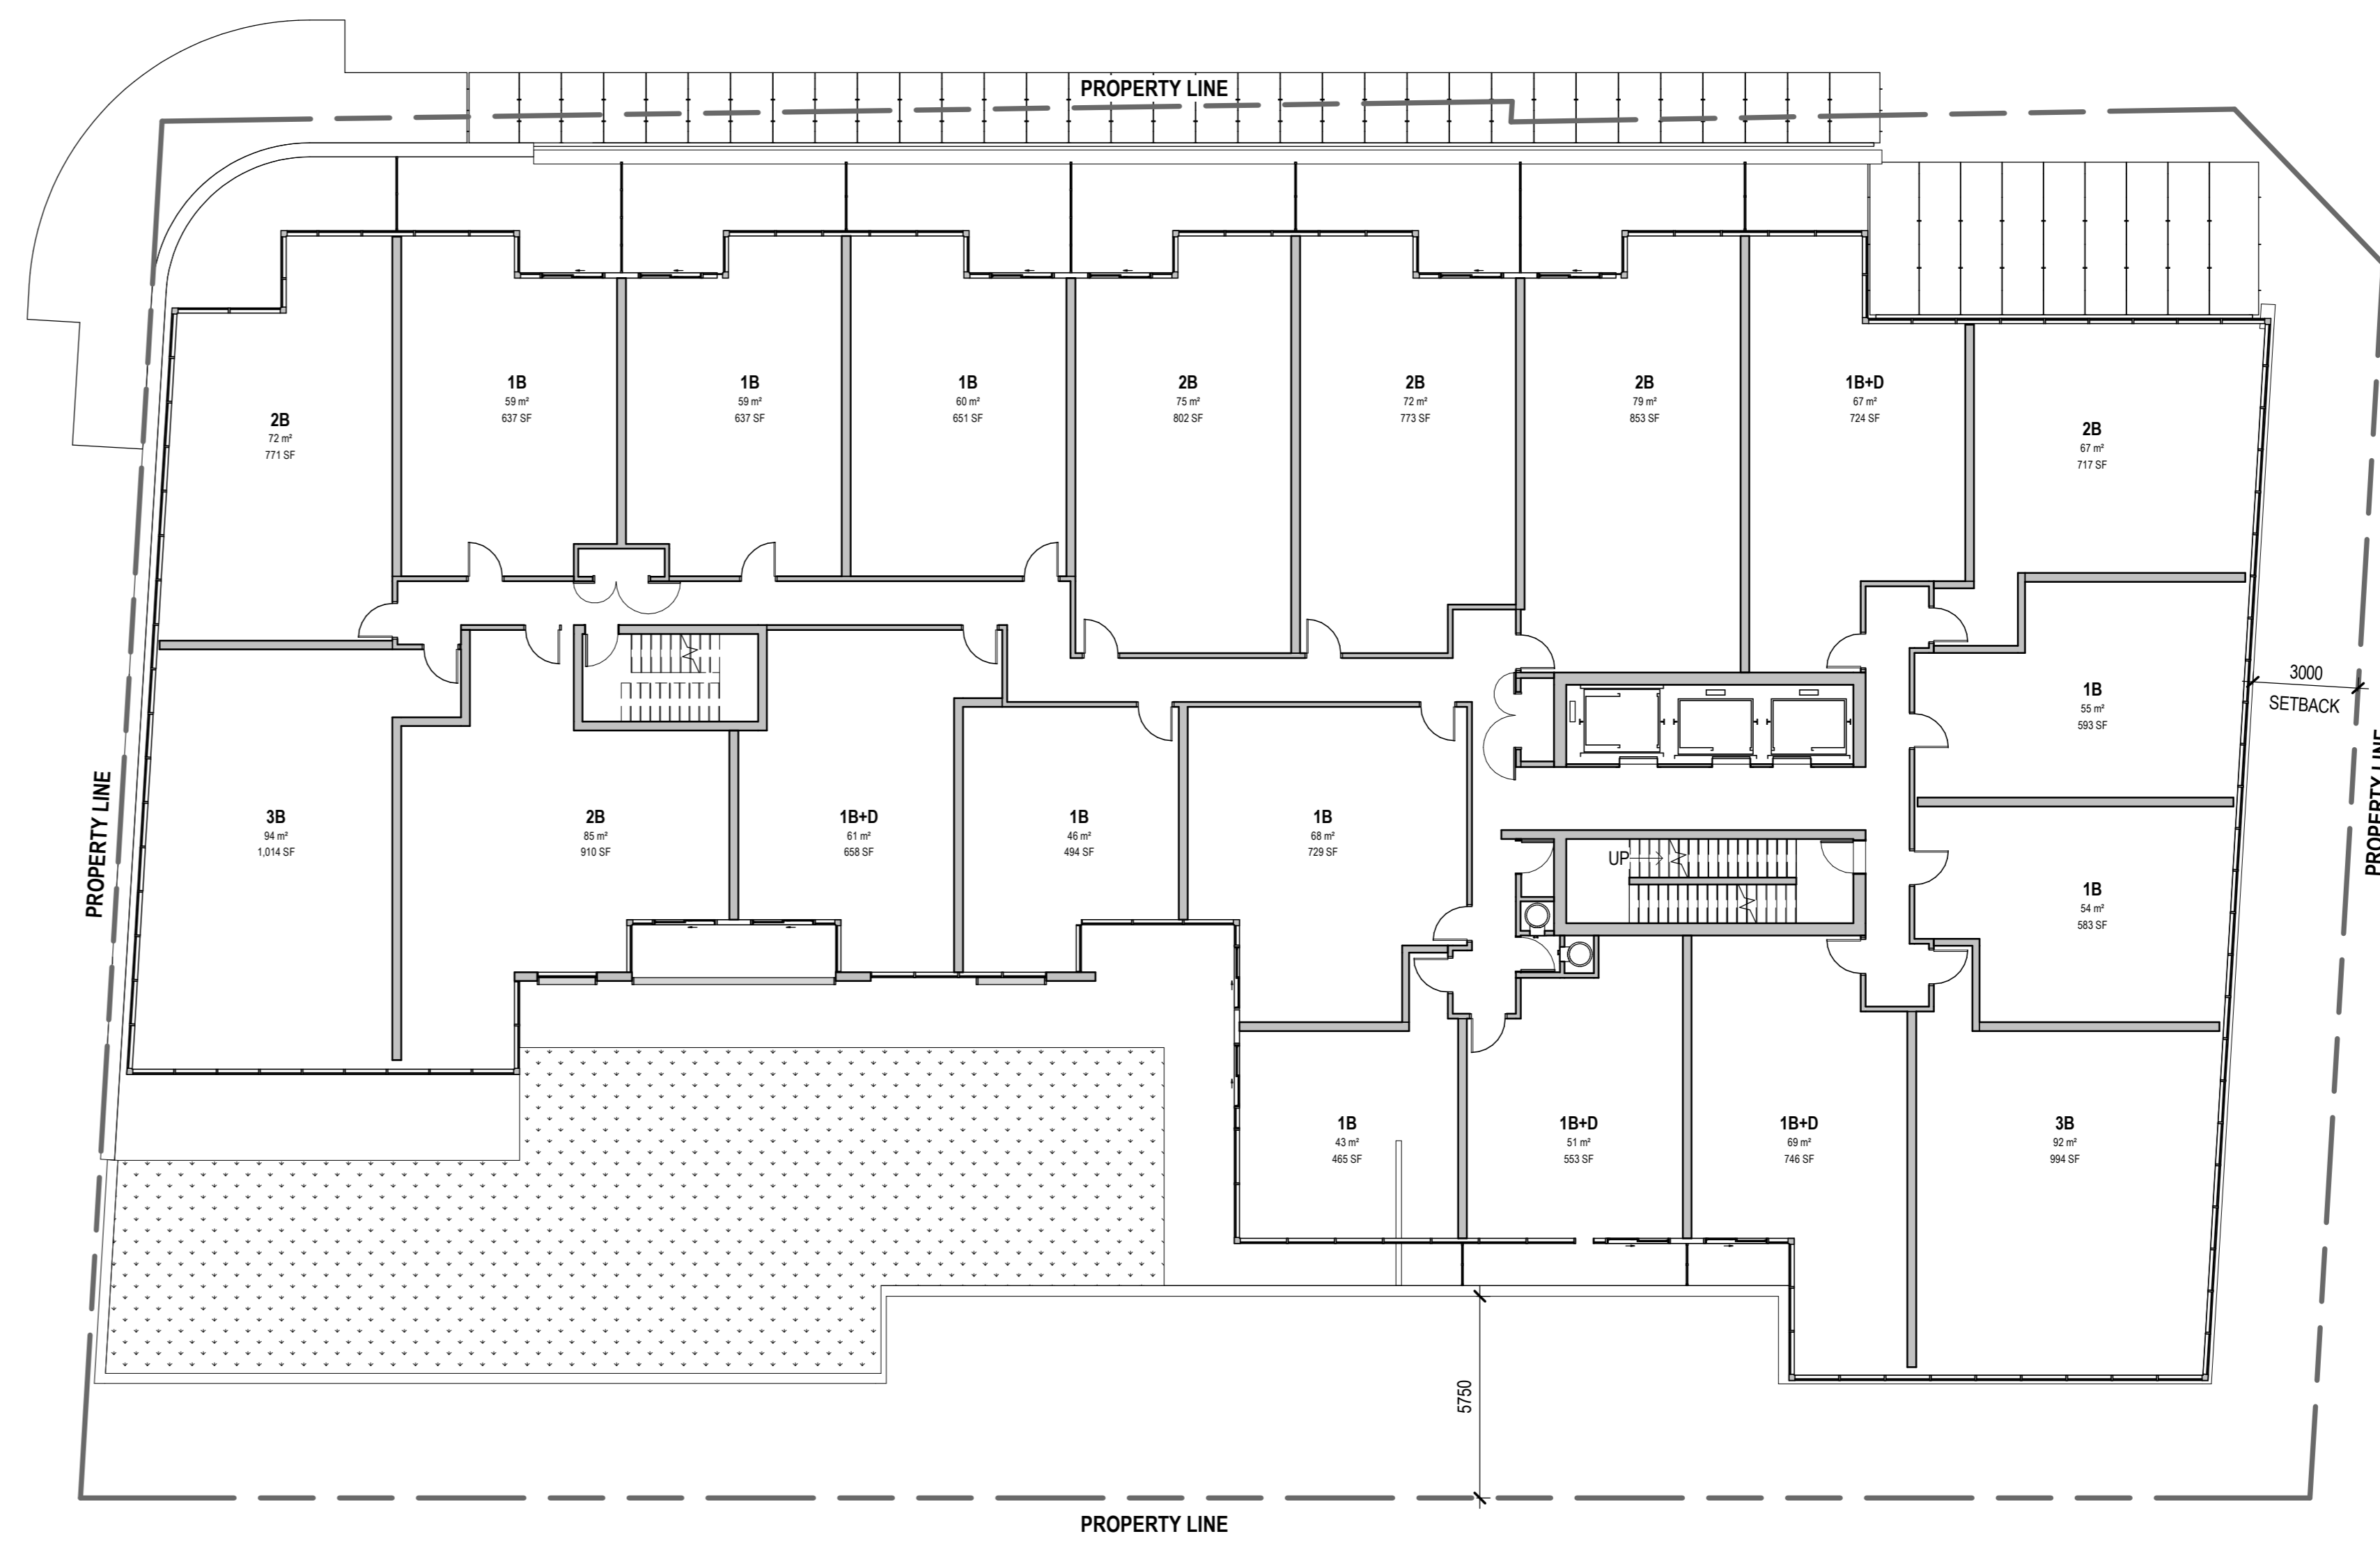 PROPERTY LINE
1B
59 m²
637 SF
1B
59 m²
637 SF
1B
60 m²
651 SF
2B
75 m²
802 SF
2B
72 m²
773 SF
2B
79 m²
853 SF
1B+D
67 m²
724 SF
2B
72 m²
771 SF
2B
67 m²
717 SF
1B
55 m²
593 SF
3000
SETBACK
PROPERTY LINE
PROPERTY LINE
3B
94 m²
1,014 SF
2B
85 m²
910 SF
1B+D
61 m²
658 SF
1B
46 m²
494 SF
1B
68 m²
729 SF
UP
1B
54 m²
583 SF
1B
43 m²
465 SF
1B+D
51 m²
553 SF
1B+D
69 m²
746 SF
3B
92 m²
994 SF
5750
PROPERTY LINE